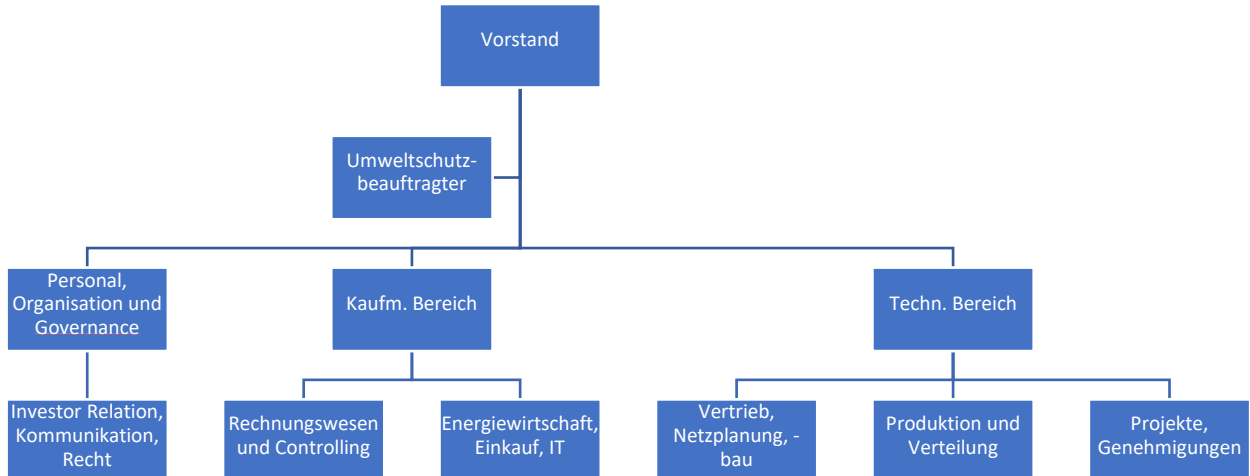 Vorstand
Umweltschutz-
beauftragter
Personal,
Organisation und
Governance
Kaufm. Bereich
Techn. Bereich
Investor Relation,
Kommunikation,
Recht
Rechnungswesen
und Controlling
Energiewirtschaft,
Einkauf, IT
Vertrieb,
Netzplanung, -
bau
Produktion und
Verteilung
Projekte,
Genehmigungen